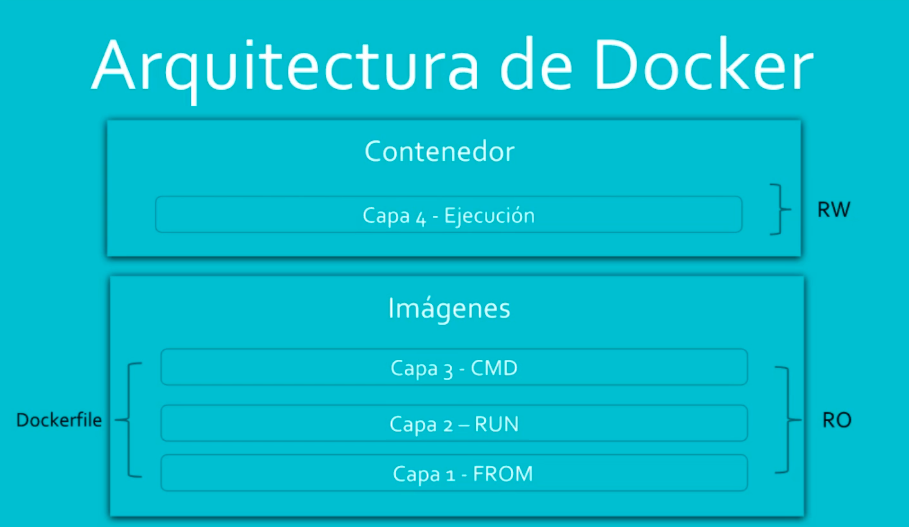 Arquitectura de Docker
Contenedor
Capa 4 - Ejecución
RW
Imágenes
Capa 3 - CMD
Dockerfile
Capa 2 – RUN
RO
Capa 1 - FROM